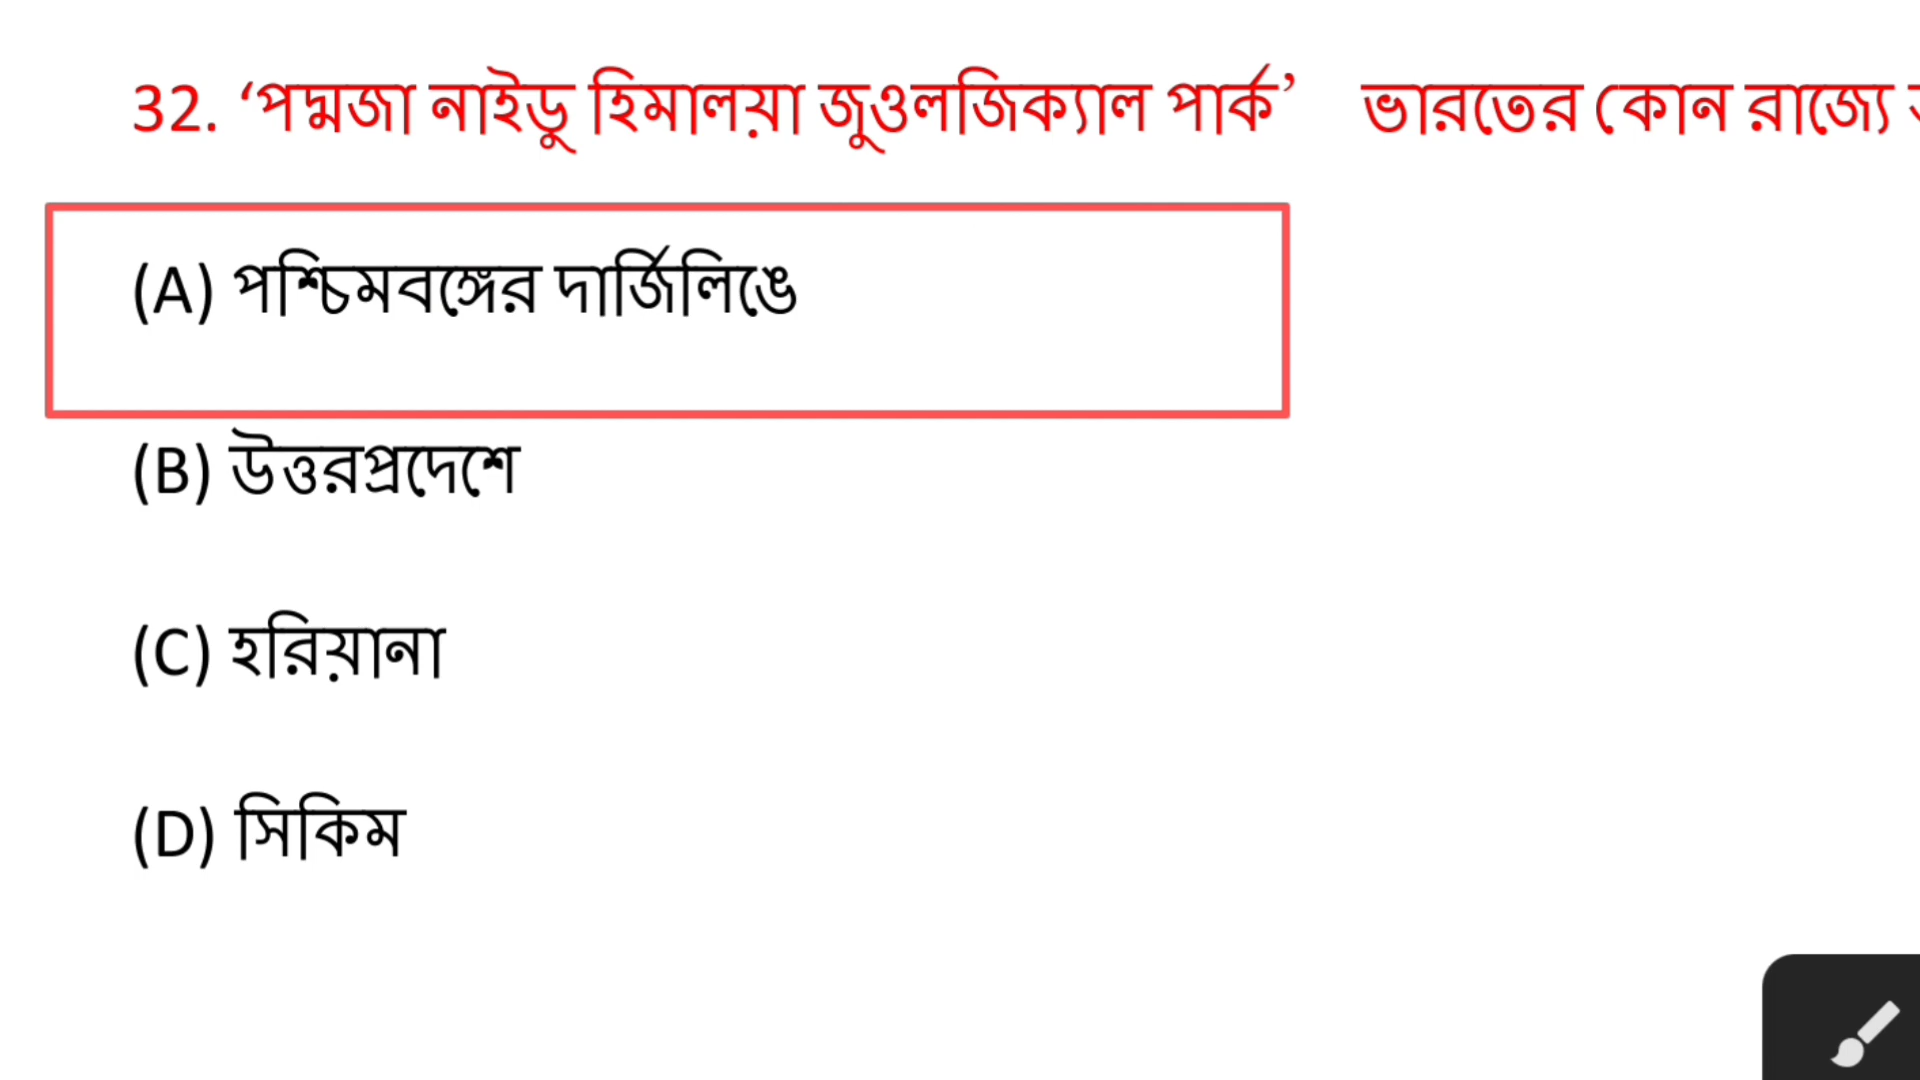 32. ‘পদ্মজা নাইডু হিমালয়া জুওলজিক্যাল পার্ক’ ভারতের কোন রাজ্যে
(A) পশ্চিমবঙ্গের দার্জিলিঙে
(B) উত্তরপ্রদেশে
(C) হরিয়ানা
(D) সিকিম